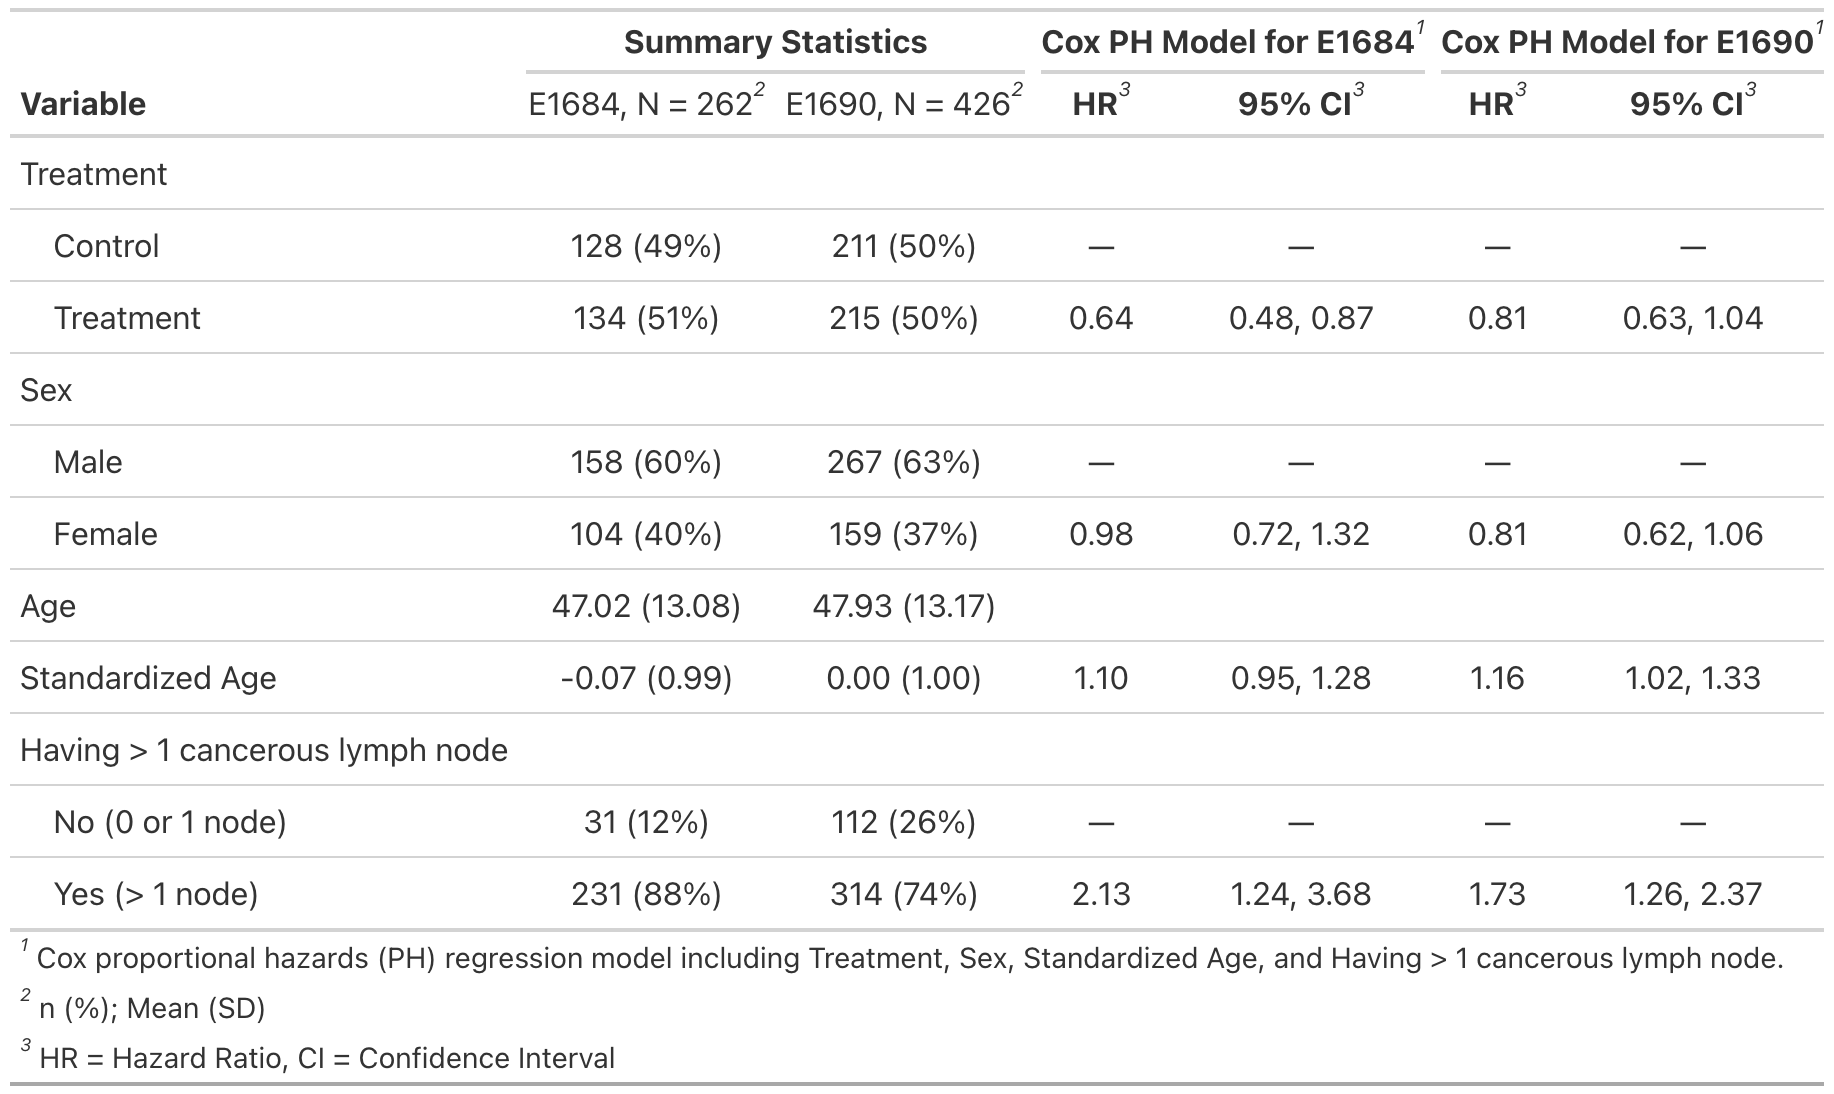 Summary Statistics Cox PH Model for E1684¹ Cox PH Model for E1690¹
Variable E1684, N = 262² E1690, N = 426² HR³ 95% CI³ HR³ 95% CI³
Treatment
Control 128 (49%) 211 (50%) — — — —
Treatment 134 (51%) 215 (50%) 0.64 0.48, 0.87 0.81 0.63, 1.04
Sex
Male 158 (60%) 267 (63%) — — — —
Female 104 (40%) 159 (37%) 0.98 0.72, 1.32 0.81 0.62, 1.06
Age 47.02 (13.08) 47.93 (13.17)
Standardized Age -0.07 (0.99) 0.00 (1.00) 1.10 0.95, 1.28 1.16 1.02, 1.33
Having > 1 cancerous lymph node
No (0 or 1 node) 31 (12%) 112 (26%) — — — —
Yes (> 1 node) 231 (88%) 314 (74%) 2.13 1.24, 3.68 1.73 1.26, 2.37
¹ Cox proportional hazards (PH) regression model including Treatment, Sex, Standardized Age, and Having > 1 cancerous lymph node.
² n (%); Mean (SD)
³ HR = Hazard Ratio, CI = Confidence Interval